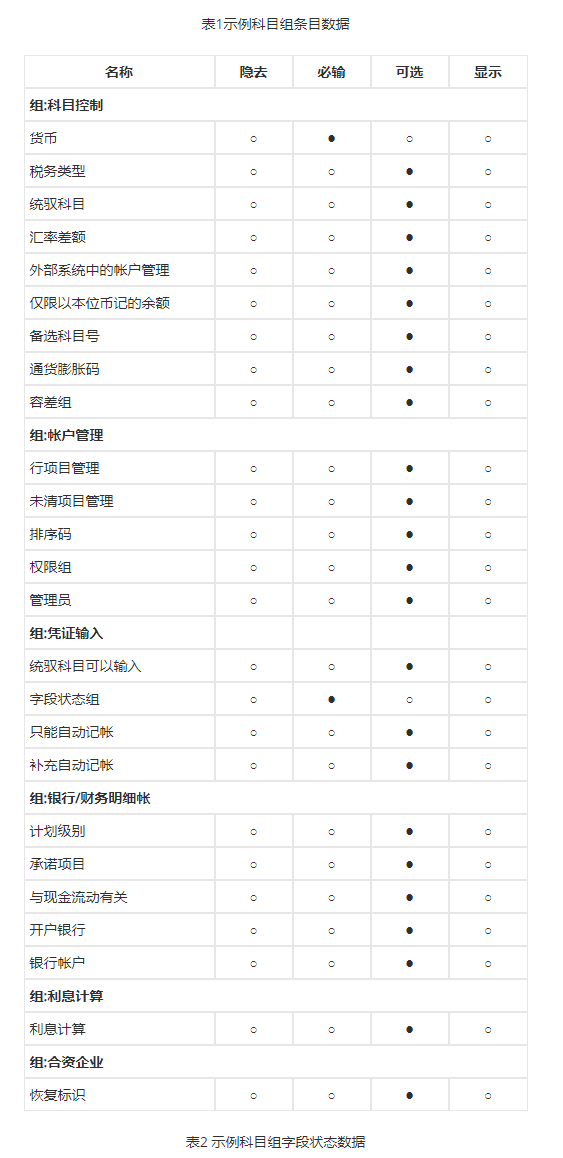 表1示例科目组条目数据
名称 隐去 必输 可选 显示
组:科目控制
货币 ○ ● ○ ○
税务类型 ○ ○ ● ○
统驭科目 ○ ○ ● ○
汇率差额 ○ ○ ● ○
外部系统中的帐户管理 ○ ○ ● ○
仅限以本位币记的余额 ○ ○ ● ○
备选科目号 ○ ○ ● ○
通货膨胀码 ○ ○ ● ○
容差组 ○ ○ ● ○
组:帐户管理
行项目管理 ○ ○ ● ○
未清项目管理 ○ ○ ● ○
排序码 ○ ○ ● ○
权限组 ○ ○ ● ○
管理员 ○ ○ ● ○
组:凭证输入
统驭科目可以输入 ○ ○ ● ○
字段状态组 ○ ● ○ ○
只能自动记帐 ○ ○ ● ○
补充自动记帐 ○ ○ ● ○
组:银行/财务明细帐
计划级别 ○ ○ ● ○
承诺项目 ○ ○ ● ○
与现金流动有关 ○ ○ ● ○
开户银行 ○ ○ ● ○
银行帐户 ○ ○ ● ○
组:利息计算
利息计算 ○ ○ ● ○
组:合资企业
恢复标识 ○ ○ ● ○
表2 示例科目组字段状态数据